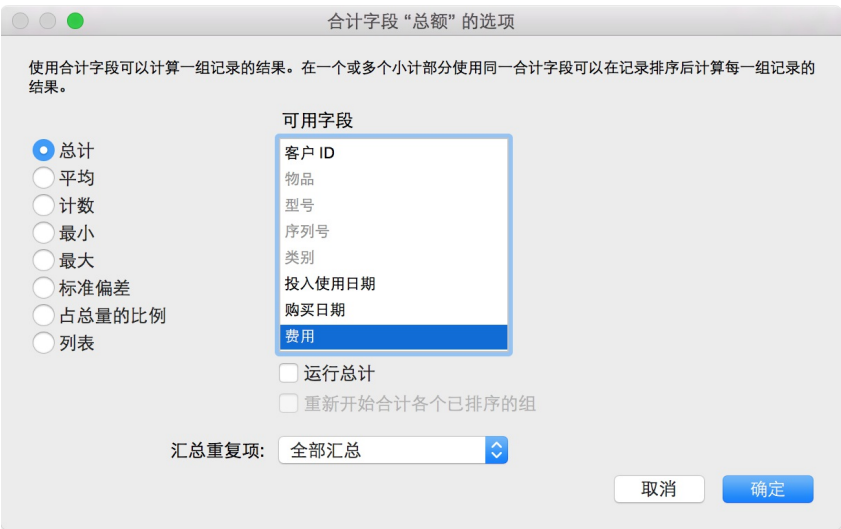 合计字段 “总额” 的选项
使用合计字段可以计算一组记录的结果。在一个或多个小计部分使用同一合计字段可以在记录排序后计算每一组记录的
结果。
可用字段
总计
平均
计数
最小
最大
标准偏差
占总量的比例
列表
客户 ID
物品
型号
序列号
类别
投入使用日期
购买日期
费用
运行总计
重新开始合计各个已排序的组
汇总重复项: 全部汇总
取消 确定